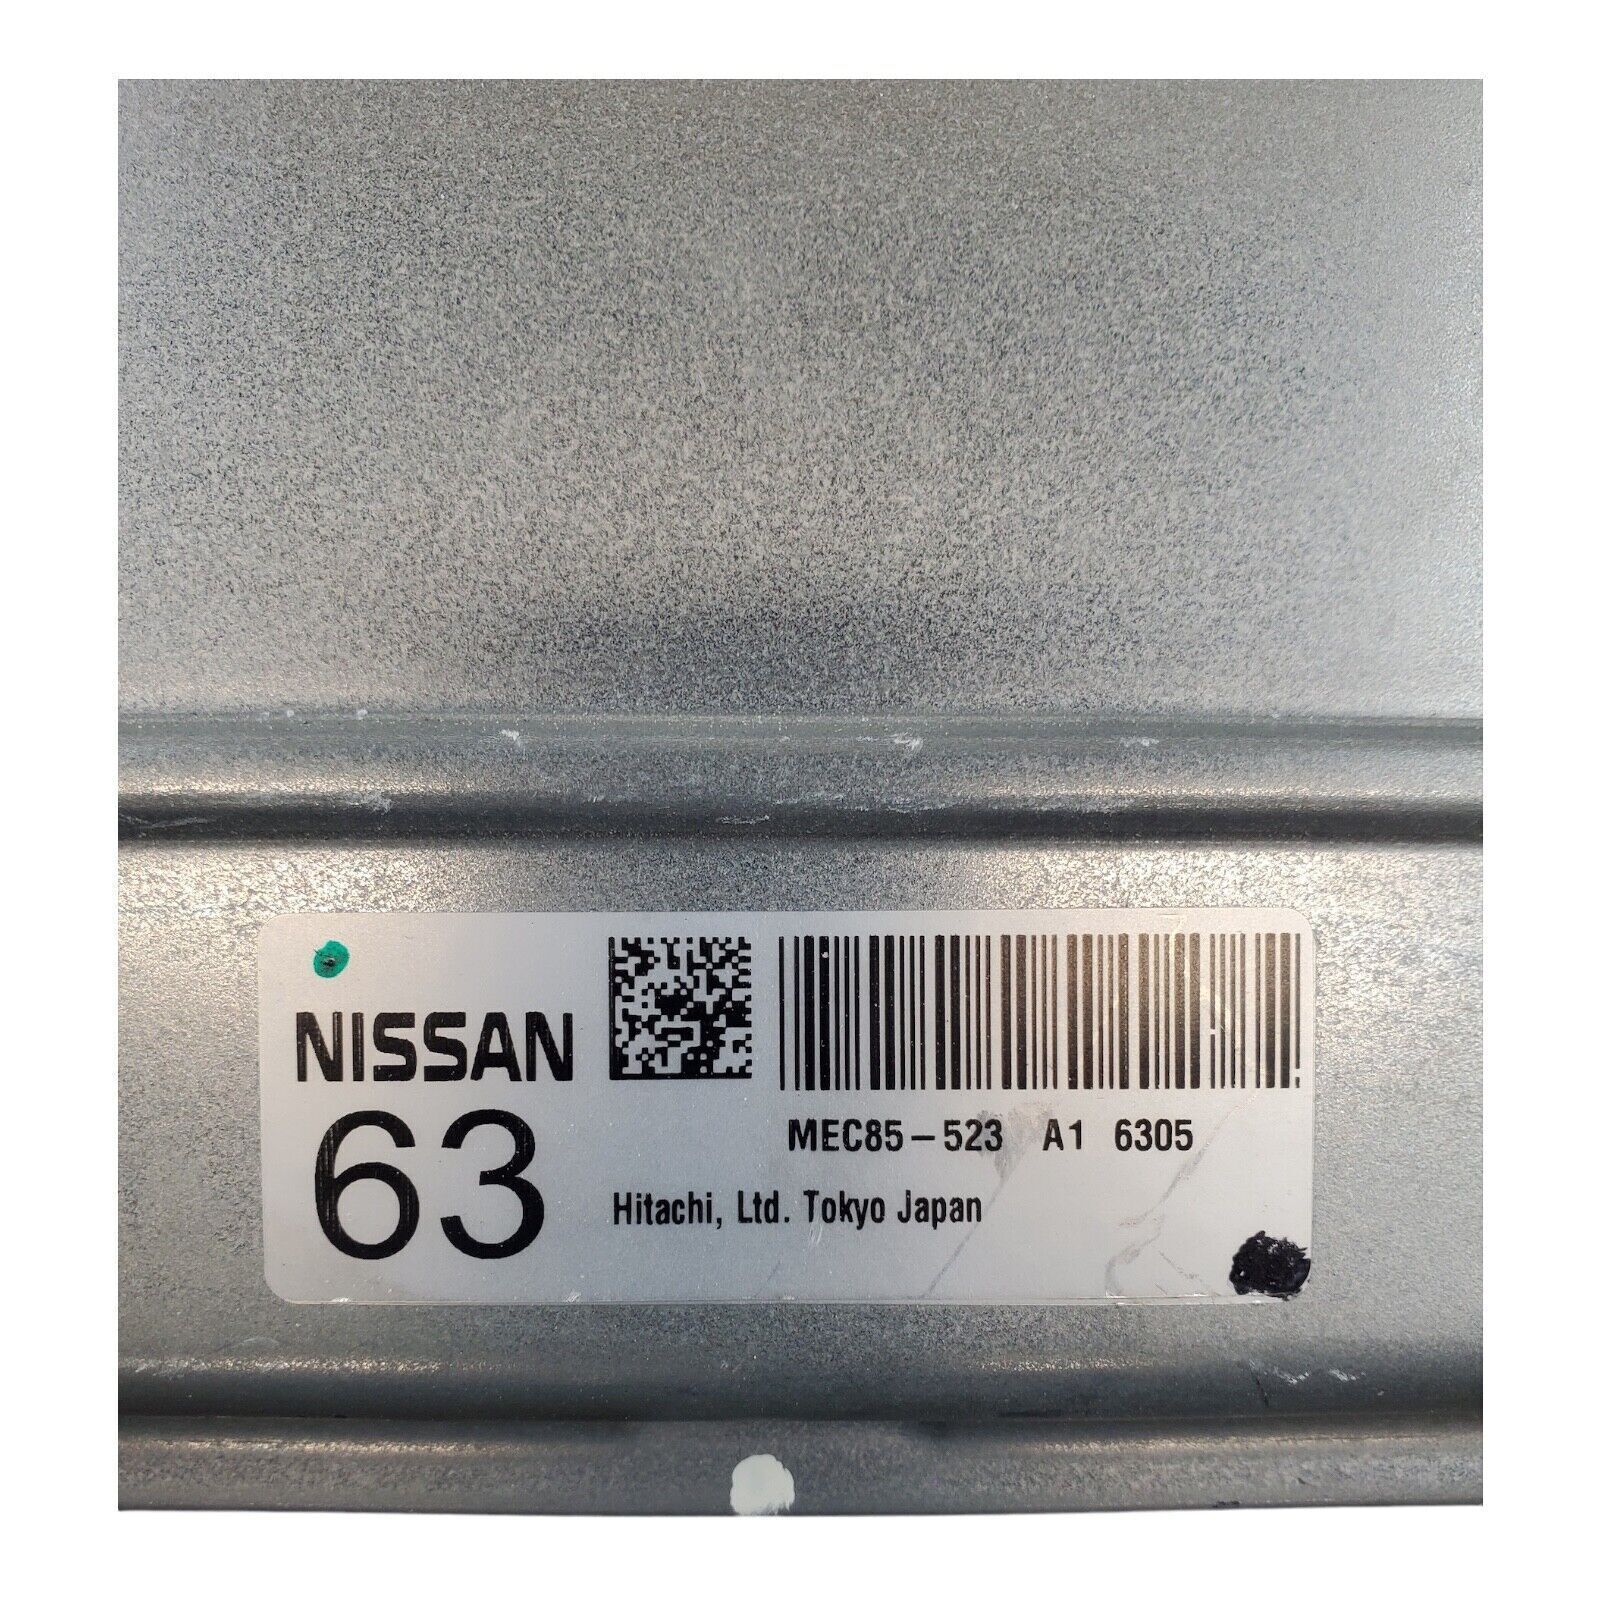 NISSAN
63
MEC85-523 A1 6305
Hitachi, Ltd. Tokyo Japan